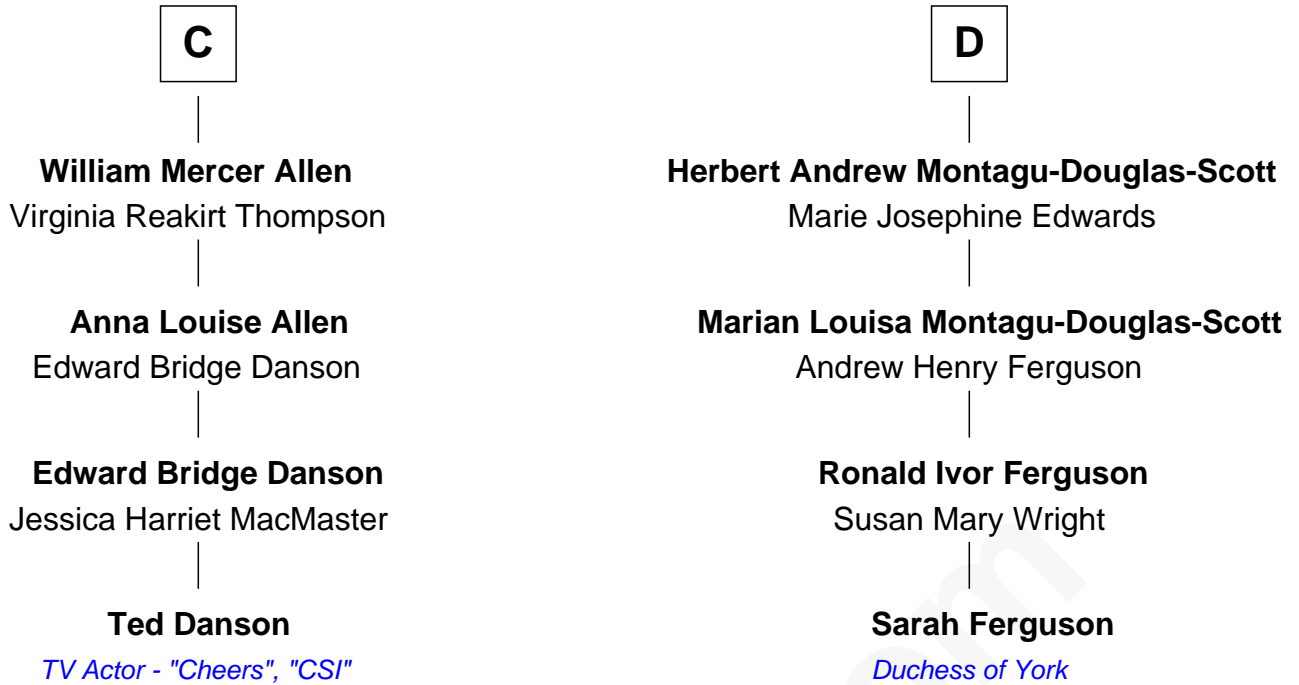 C
William Mercer Allen
Virginia Reakirt Thompson
Anna Louise Allen
Edward Bridge Danson
Edward Bridge Danson
Jessica Harriet MacMaster
Ted Danson
TV Actor - "Cheers", "CSI"
D
Herbert Andrew Montagu-Douglas-Scott
Marie Josephine Edwards
Marian Louisa Montagu-Douglas-Scott
Andrew Henry Ferguson
Ronald Ivor Ferguson
Susan Mary Wright
Sarah Ferguson
Duchess of York